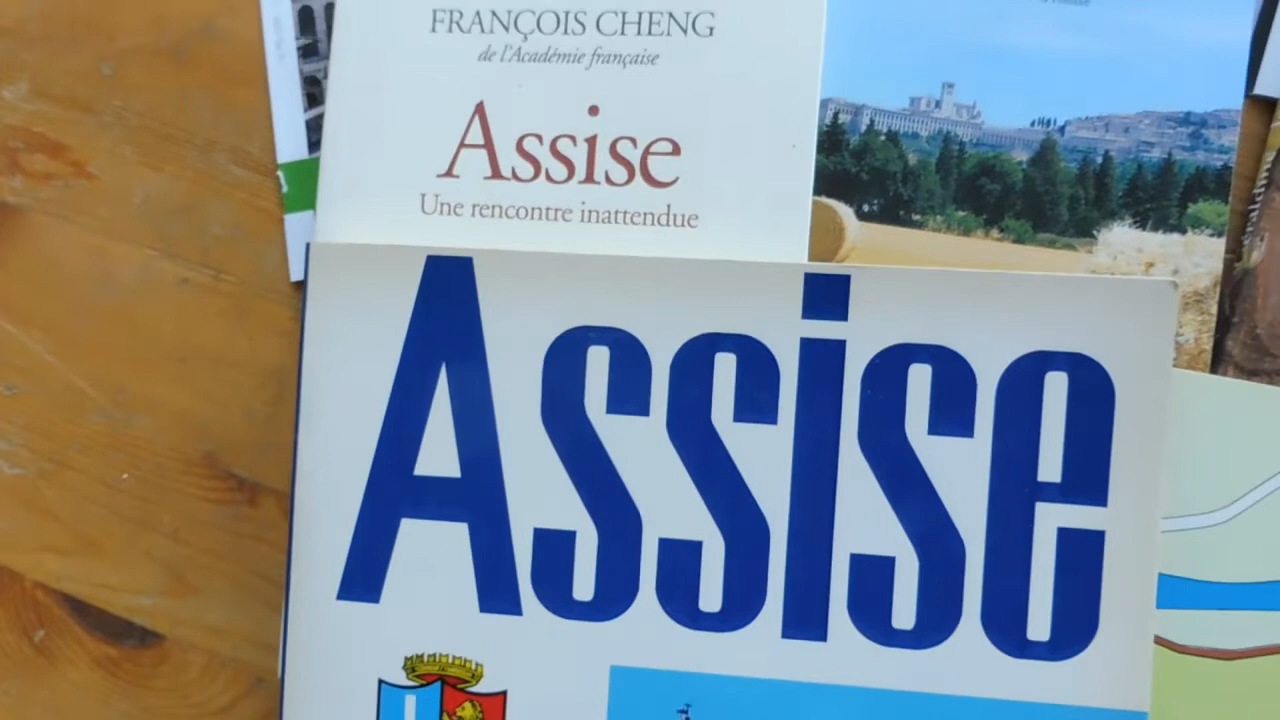 FRANÇOIS CHENG
de l'Académie française
Assise
Une rencontre inattendue
Assise